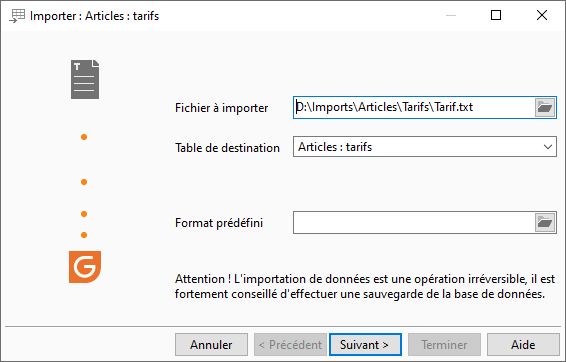 Importer : Articles : tarifs
T
Fichier à importer
D:\Imports\Articles\Tarifs\Tarif.txt
Table de destination
Articles : tarifs
Format prédéfini
G
Attention ! L'importation de données est une opération irréversible, il est
fortement conseillé d'effectuer une sauvegarde de la base de données.
Annuler
< Précédent
Suivant >
Terminer
Aide